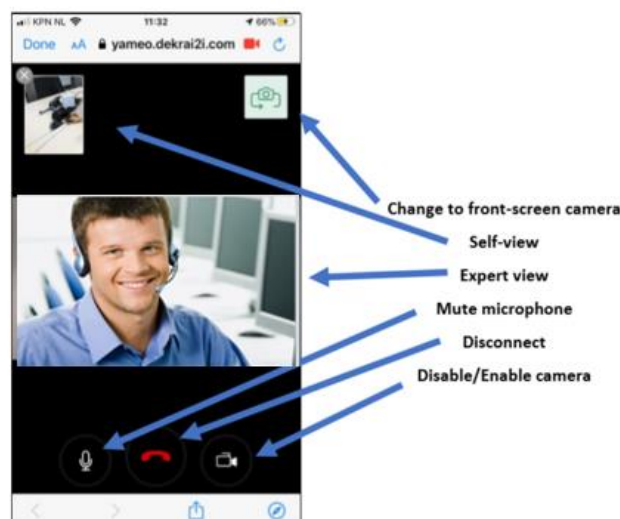 KPN NL 11:32 66%
Done AA yameo.dekrai2i.com
Change to front-screen camera
Self-view
Expert view
Mute microphone
Disconnect
Disable/Enable camera